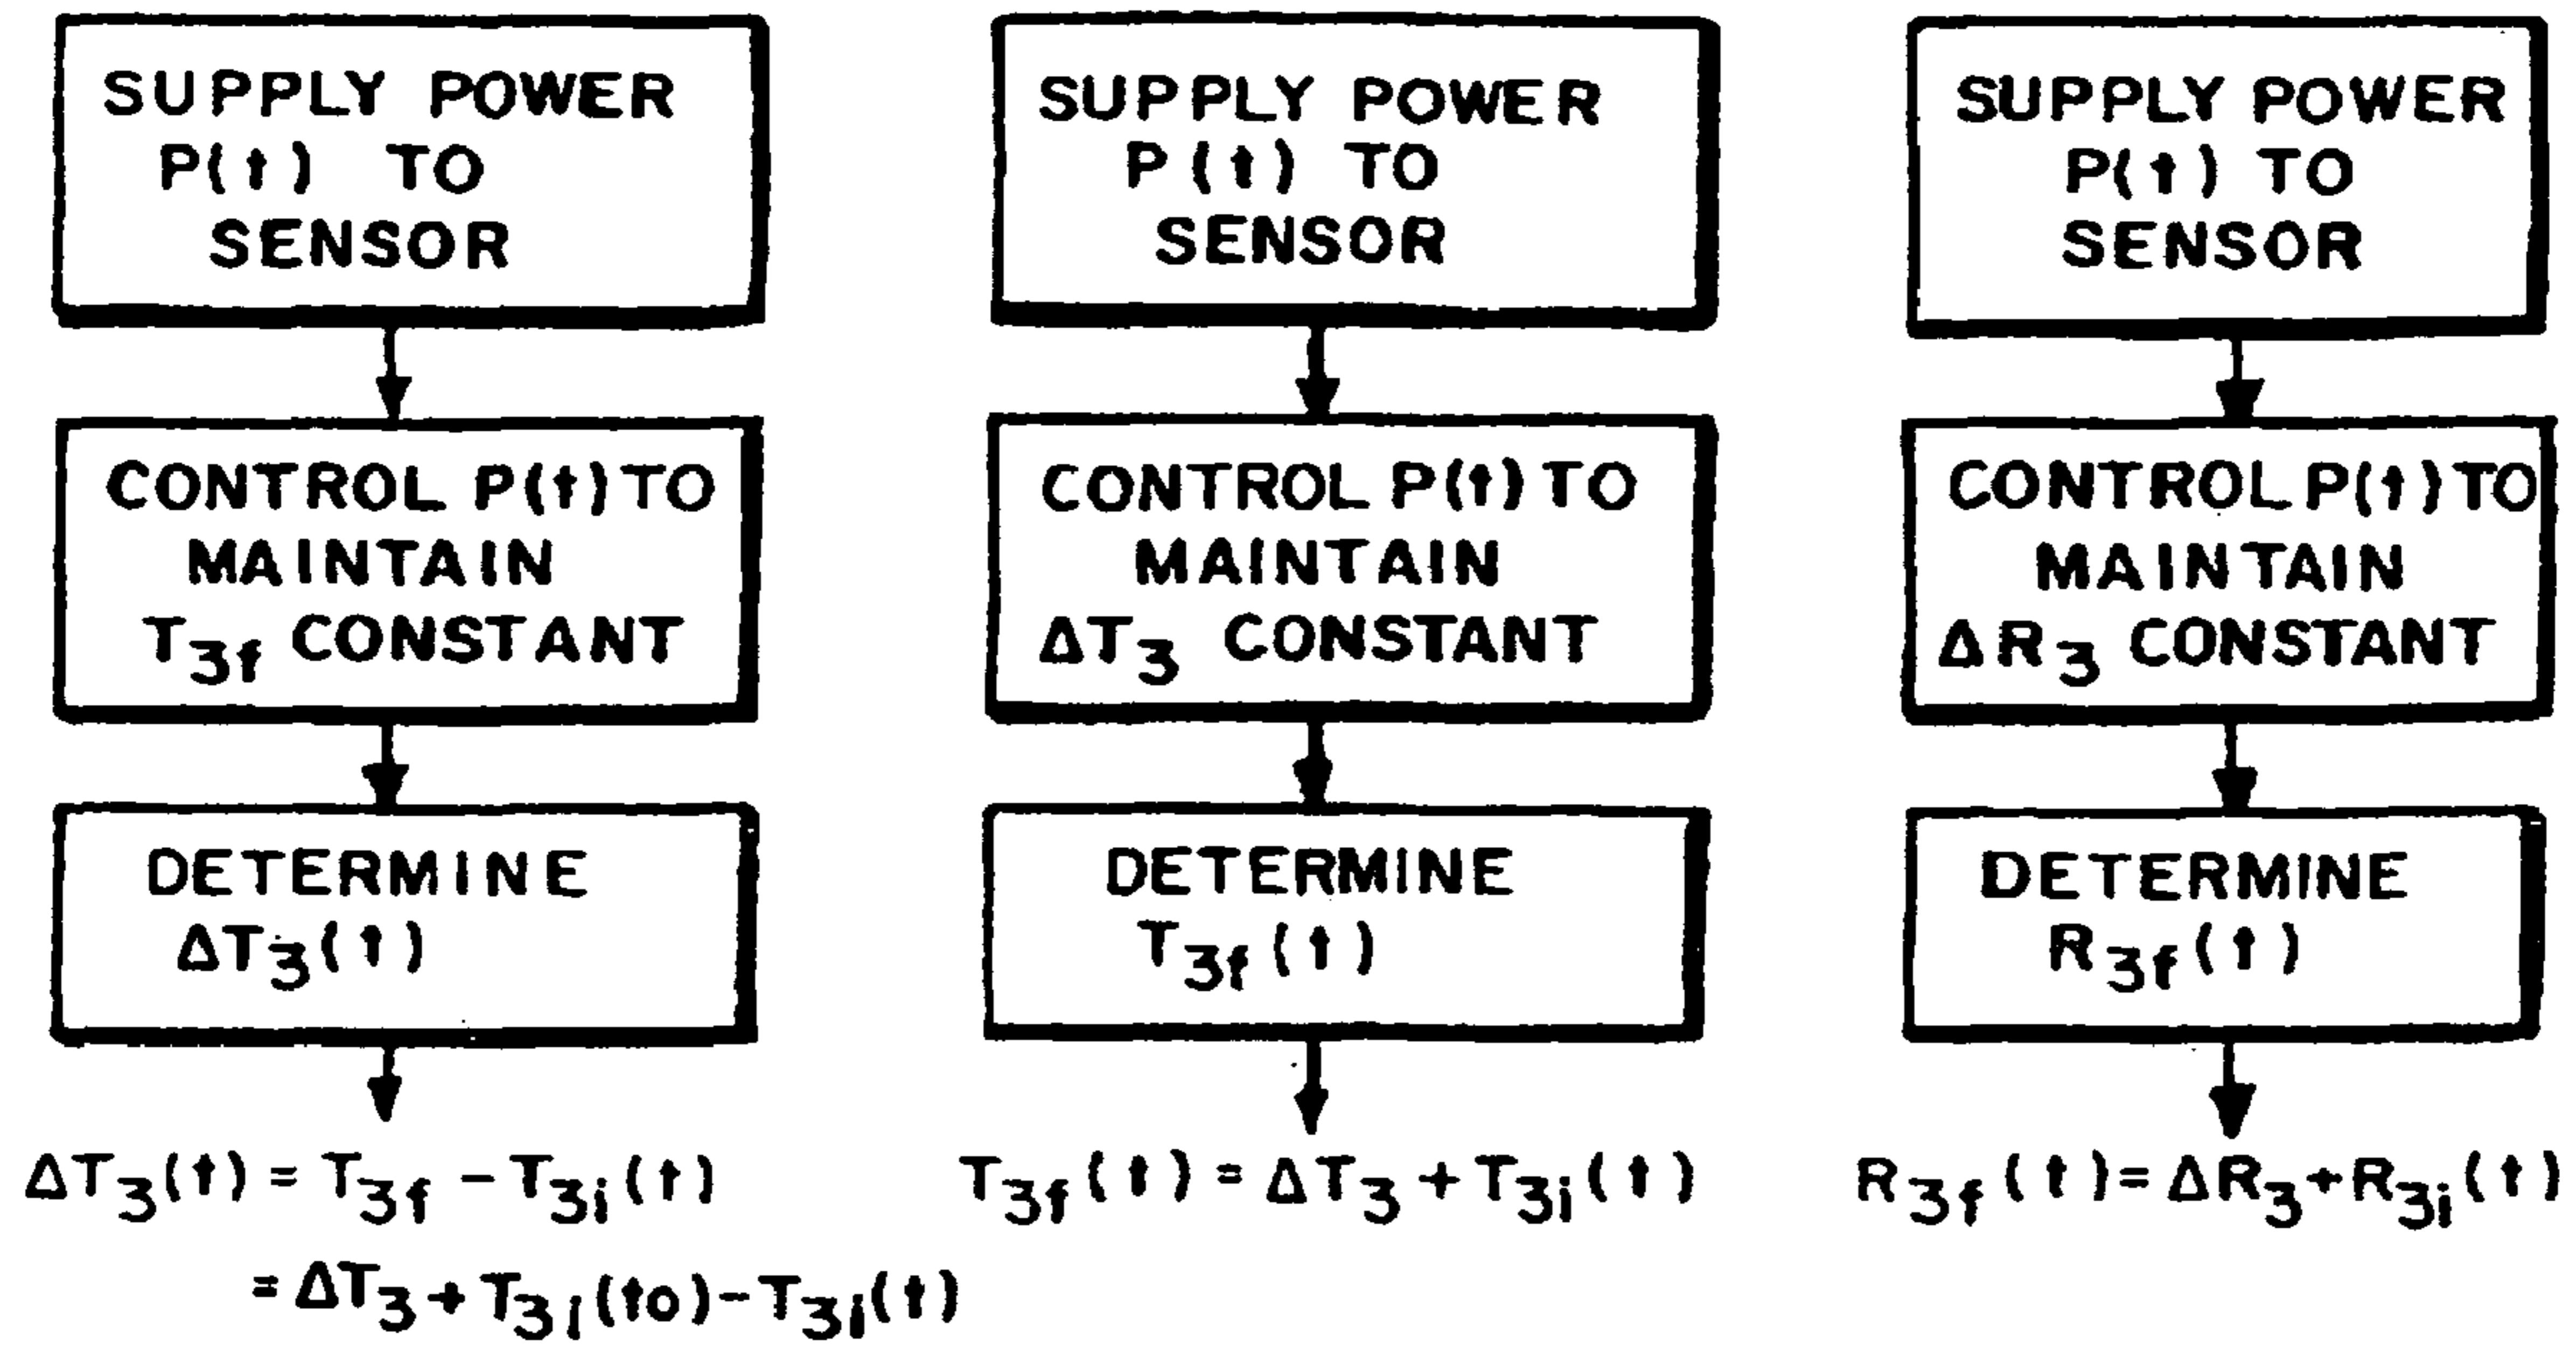 SUPPLY POWER
P(t) TO
SENSOR
CONTROL P(t) TO
MAINTAIN
T3f CONSTANT
DETERMINE
ΔT3(t)
ΔT3(t) = T3f - T3i(t)
= ΔT3 + T3i(to) - T3i(t)
SUPPLY POWER
P(t) TO
SENSOR
CONTROL P(t) TO
MAINTAIN
ΔT3 CONSTANT
DETERMINE
T3f(t)
T3f(t) = ΔT3 + T3i(t)
SUPPLY POWER
P(t) TO
SENSOR
CONTROL P(t) TO
MAINTAIN
ΔR3 CONSTANT
DETERMINE
R3f(t)
R3f(t) = ΔR3 + R3i(t)